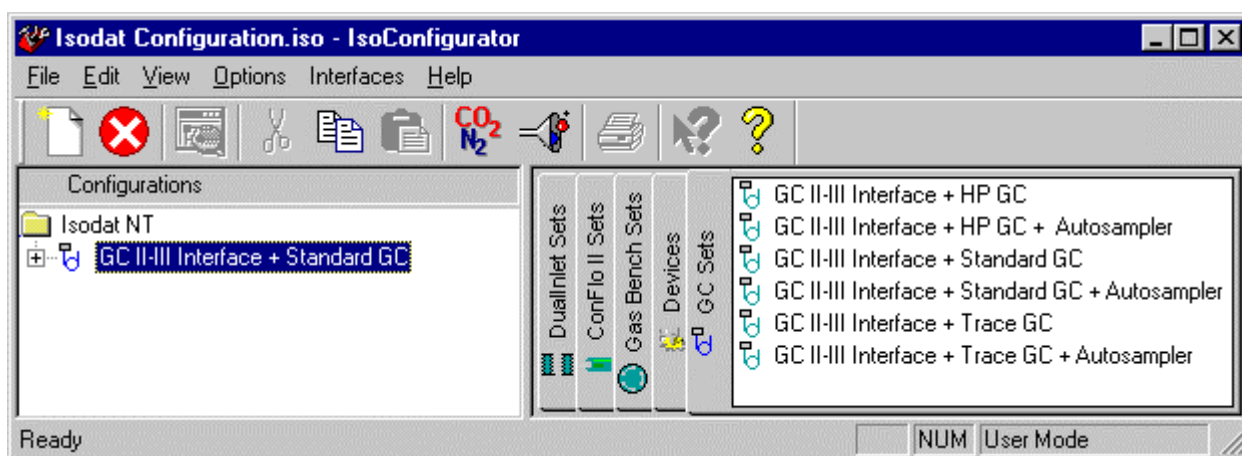 Isodat Configuration.iso - IsoConfigurator
File Edit View Options Interfaces Help
CO2
N2
Configurations
Isodat NT
GC II-III Interface + Standard GC
DualInlet Sets
ConFlo II Sets
Gas Bench Sets
Devices
GC Sets
GC II-III Interface + HP GC
GC II-III Interface + HP GC + Autosampler
GC II-III Interface + Standard GC
GC II-III Interface + Standard GC + Autosampler
GC II-III Interface + Trace GC
GC II-III Interface + Trace GC + Autosampler
Ready
NUM
User Mode